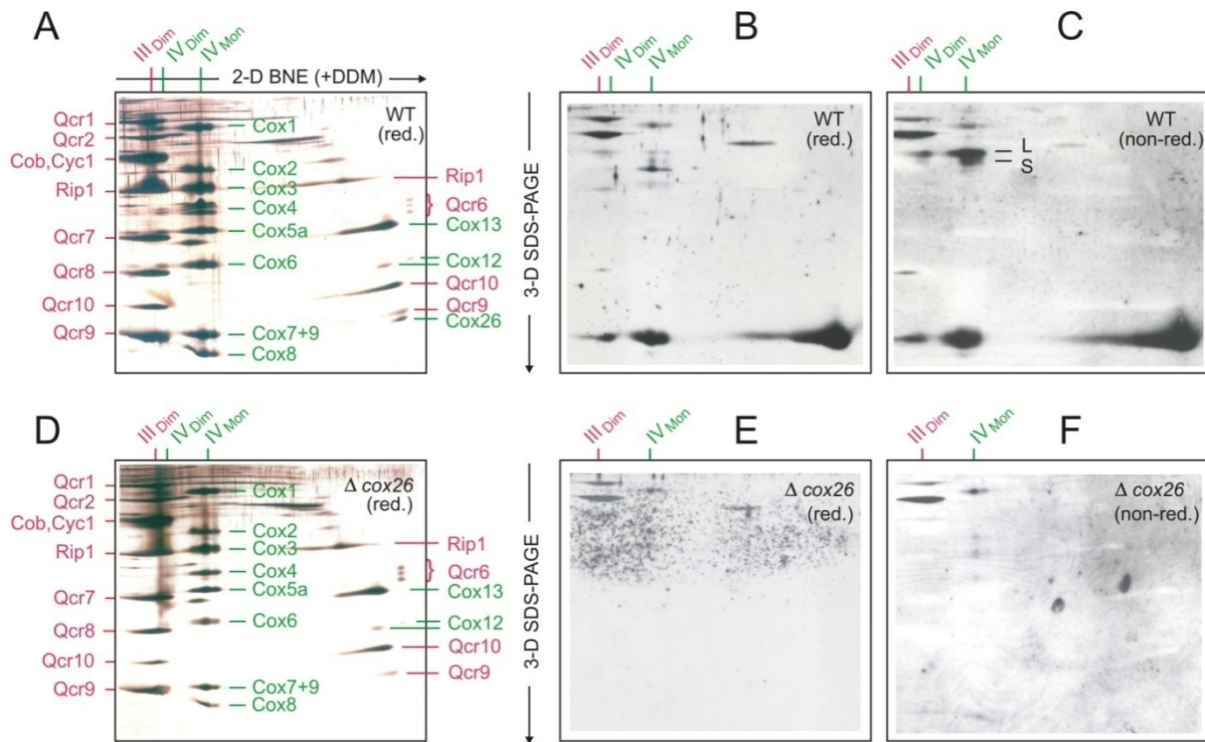 A
III Dim
IV Dim
IV Mon
2-D BNE (+DDM)
WT
(red.)
Qcr1
Qcr2
Cob,Cyc1
Rip1
Qcr7
Qcr8
Qcr10
Qcr9
Cox1
Cox2
Cox3
Cox4
Cox5a
Cox6
Cox7+9
Cox8
Rip1
Qcr6
Cox13
Cox12
Qcr10
Qcr9
Cox26
B
III Dim
IV Dim
IV Mon
3-D SDS-PAGE
WT
(red.)
C
III Dim
IV Dim
IV Mon
WT
(non-red.)
L
S
D
III Dim
IV Dim
IV Mon
Δ cox26
(red.)
Qcr1
Qcr2
Cob,Cyc1
Rip1
Qcr7
Qcr8
Qcr10
Qcr9
Cox1
Cox2
Cox3
Cox4
Cox5a
Cox6
Cox7+9
Cox8
Rip1
Qcr6
Cox13
Cox12
Qcr10
Qcr9
E
III Dim
IV Mon
3-D SDS-PAGE
Δ cox26
(red.)
F
III Dim
IV Mon
Δ cox26
(non-red.)